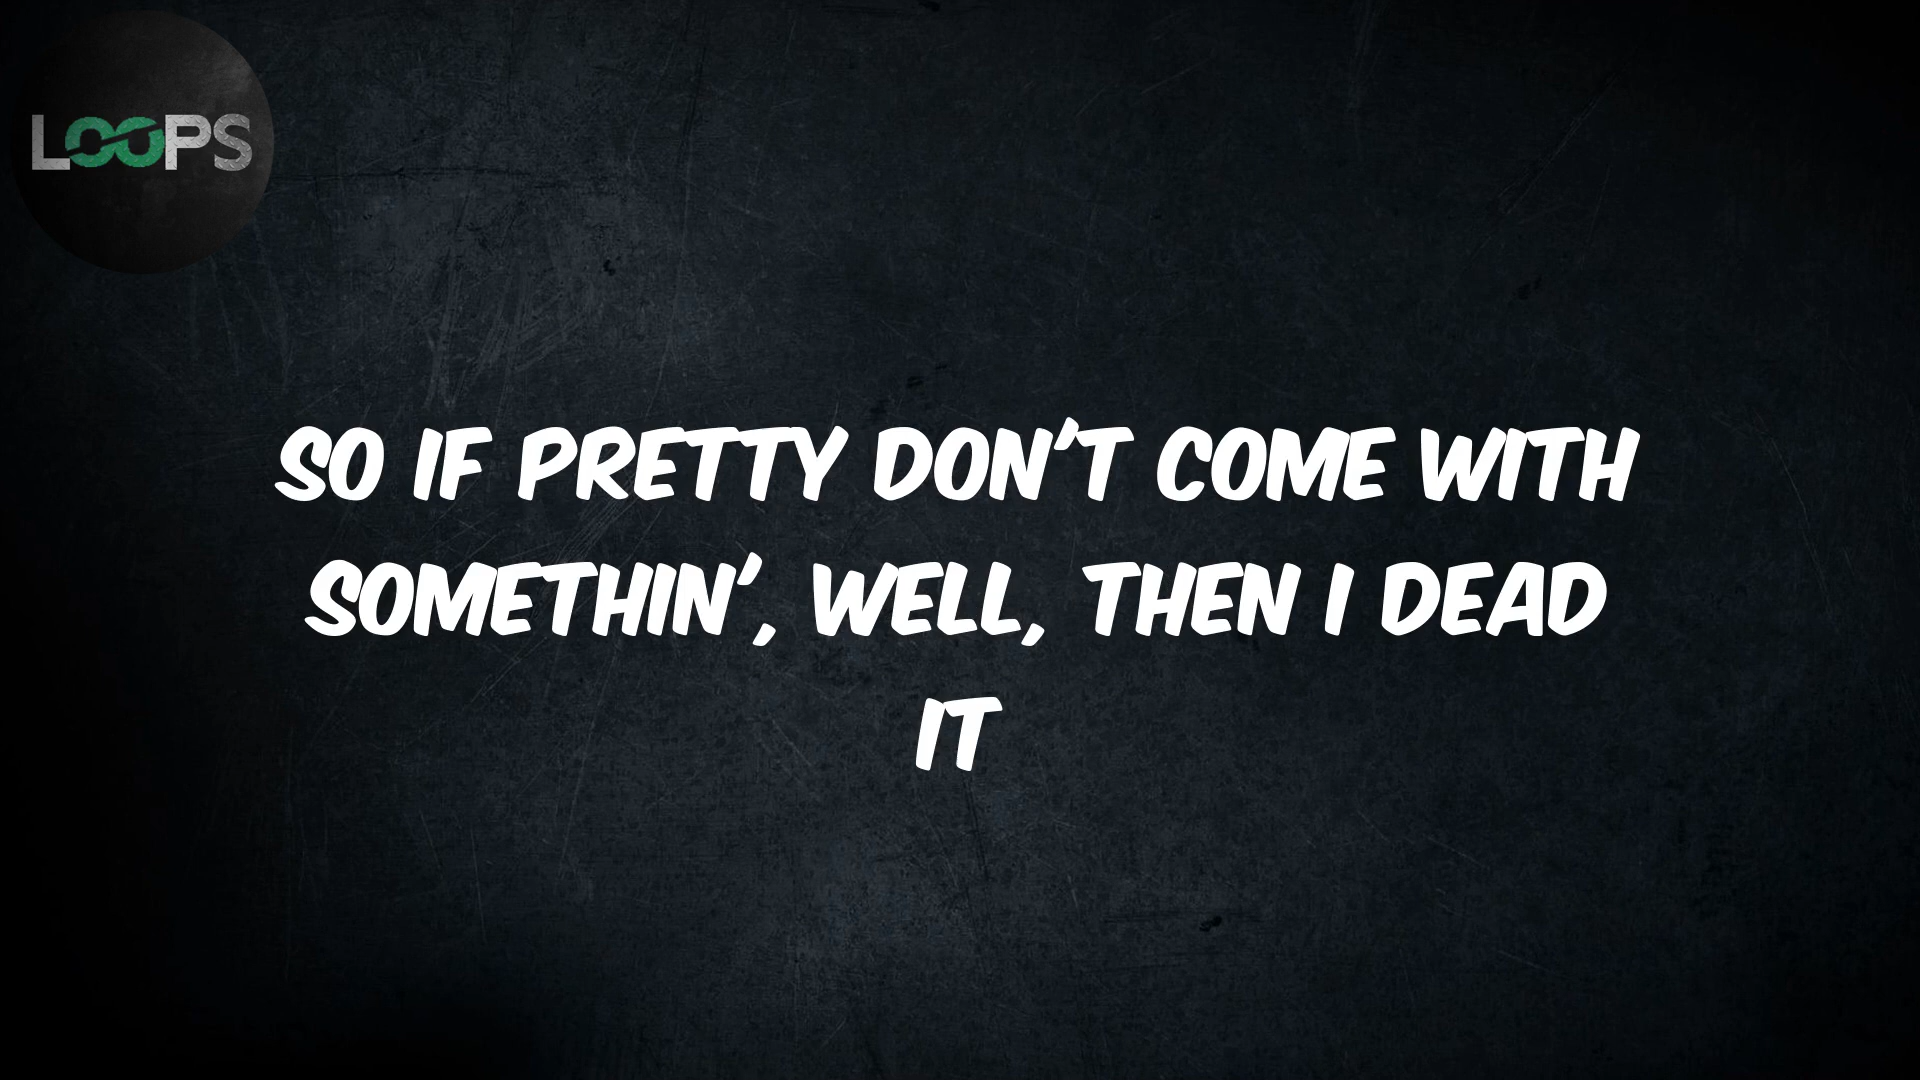 LOOPS
SO IF PRETTY DON'T COME WITH
SOMETHIN', WELL, THEN I DEAD
IT